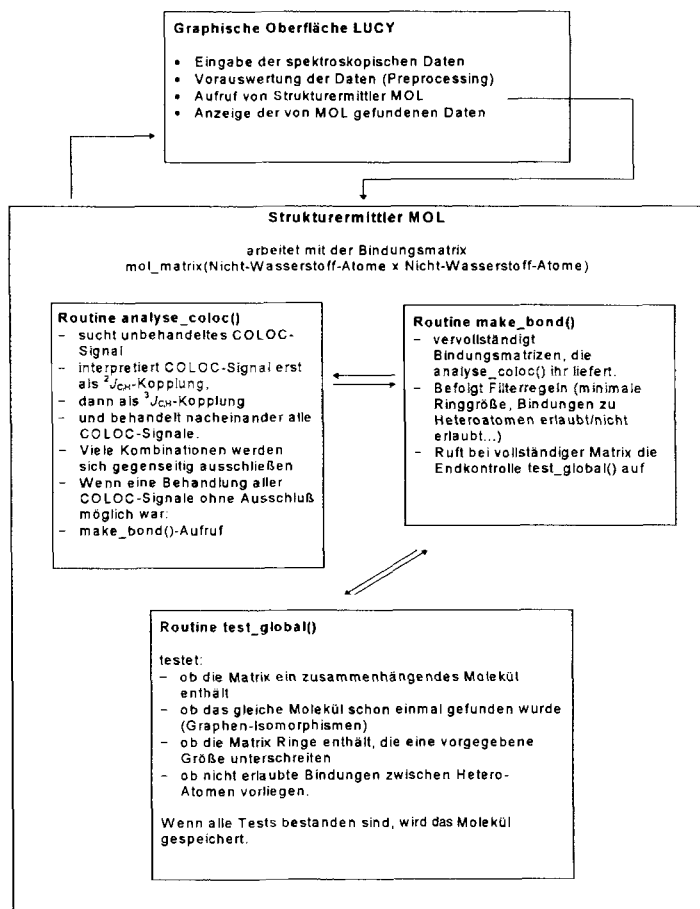 Graphische Oberfläche LUCY
• Eingabe der spektroskopischen Daten
• Vorauswertung der Daten (Preprocessing)
• Aufruf von Strukturermittler MOL
• Anzeige der von MOL gefundenen Daten
Strukturermittler MOL
arbeitet mit der Bindungsmatrix
mol_matrix(Nicht-Wasserstoff-Atome x Nicht-Wasserstoff-Atome)
Routine analyse_coloc()
– sucht unbehandeltes COLOC-
Signal
– interpretiert COLOC-Signal erst
als ²J_C,H-Kopplung,
– dann als ³J_C,H-Kopplung
– und behandelt nacheinander alle
COLOC-Signale.
– Viele Kombinationen werden
sich gegenseitig ausschließen
– Wenn eine Behandlung aller
COLOC-Signale ohne Ausschluß
möglich war:
– make_bond()-Aufruf
Routine make_bond()
– vervollständigt
Bindungsmatrizen, die
analyse_coloc() ihr liefert.
– Befolgt Filterregeln (minimale
Ringgröße, Bindungen zu
Heteroatomen erlaubt/nicht
erlaubt...)
– Ruft bei vollständiger Matrix die
Endkontrolle test_global() auf
Routine test_global()
testet:
– ob die Matrix ein zusammenhängendes Molekül
enthält
– ob das gleiche Molekül schon einmal gefunden wurde
(Graphen-Isomorphismen)
– ob die Matrix Ringe enthält, die eine vorgegebene
Größe unterschreiten
– ob nicht erlaubte Bindungen zwischen Hetero-
Atomen vorliegen.
Wenn alle Tests bestanden sind, wird das Molekül
gespeichert.